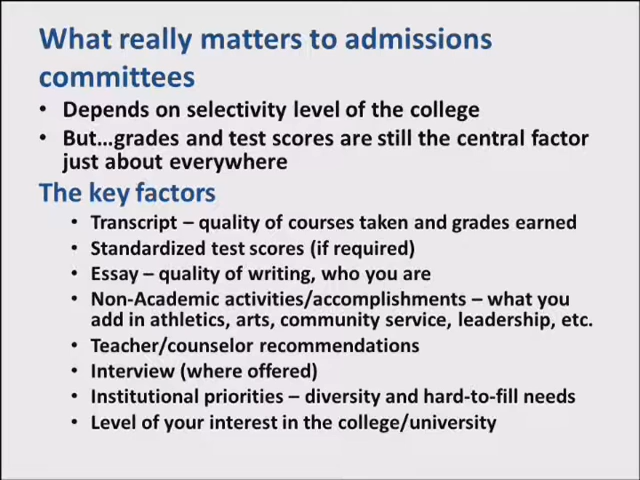 What really matters to admissions
committees
• Depends on selectivity level of the college
• But...grades and test scores are still the central factor
just about everywhere
The key factors
• Transcript – quality of courses taken and grades earned
• Standardized test scores (if required)
• Essay – quality of writing, who you are
• Non-Academic activities/accomplishments – what you
add in athletics, arts, community service, leadership, etc.
• Teacher/counselor recommendations
• Interview (where offered)
• Institutional priorities – diversity and hard-to-fill needs
• Level of your interest in the college/university